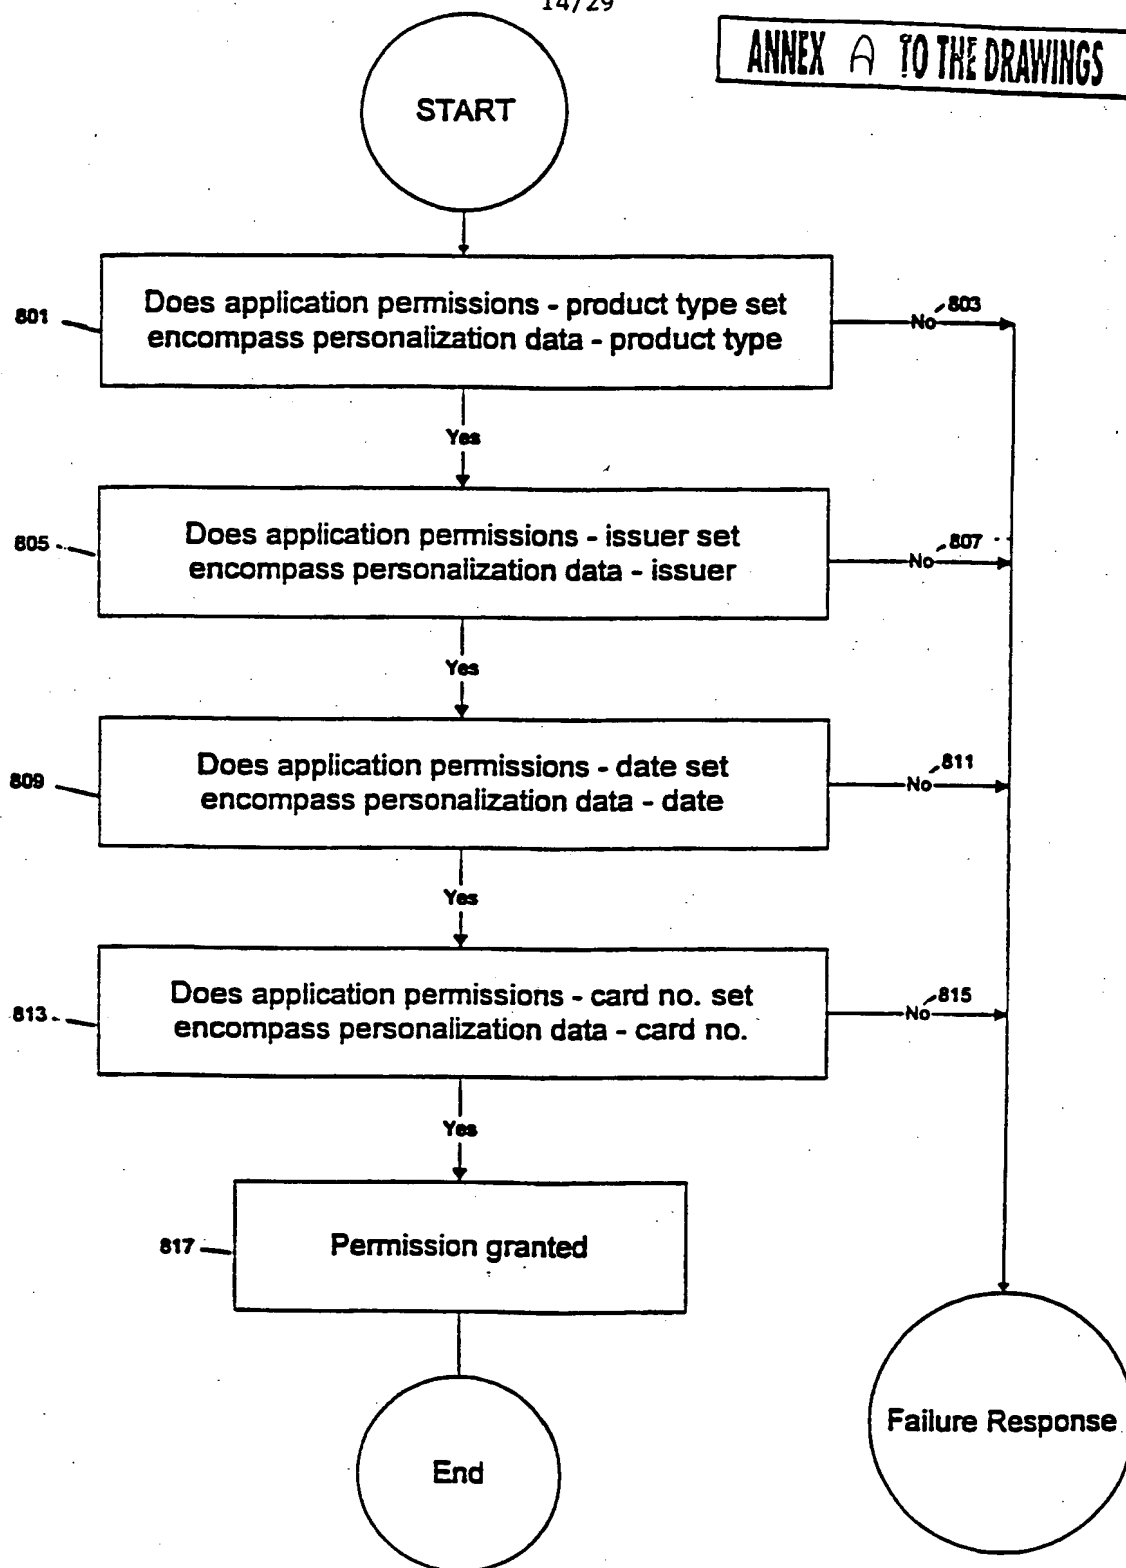 14/29
ANNEX A TO THE DRAWINGS
START
801
Does application permissions - product type set
encompass personalization data - product type
No
803
Yes
805
Does application permissions - issuer set
encompass personalization data - issuer
No
807
Yes
809
Does application permissions - date set
encompass personalization data - date
No
811
Yes
813
Does application permissions - card no. set
encompass personalization data - card no.
No
815
Yes
817
Permission granted
Failure Response
End